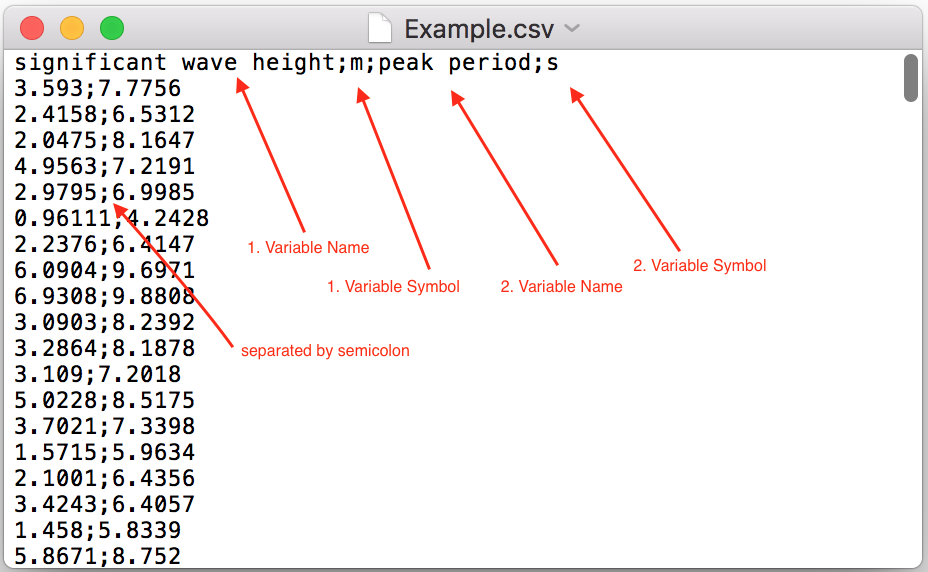 Example.csv
significant wave height;m;peak period;s
3.593;7.7756
2.4158;6.5312
2.0475;8.1647
4.9563;7.2191
2.9795;6.9985
0.96111;4.2428
2.2376;6.4147
6.0904;9.6971
6.9308;9.8808
3.0903;8.2392
3.2864;8.1878
3.109;7.2018
5.0228;8.5175
3.7021;7.3398
1.5715;5.9634
2.1001;6.4356
3.4243;6.4057
1.458;5.8339
5.8671;8.752
1. Variable Name
1. Variable Symbol
2. Variable Name
2. Variable Symbol
separated by semicolon